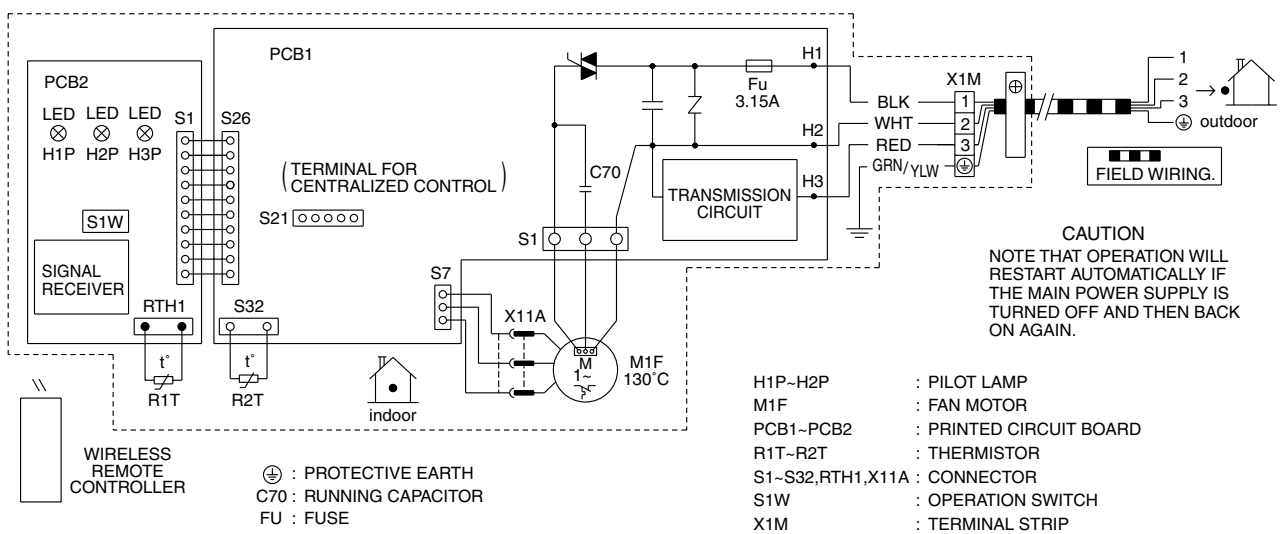 PCB2
LED LED LED
H1P H2P H3P
S1 S26
S1W
SIGNAL
RECEIVER
RTH1
t°
R1T
PCB1
(TERMINAL FOR
CENTRALIZED CONTROL)
S21
S32
t°
R2T
S7
X11A
S1
C70
M
1~
M1F
130°C
Fu
3.15A
H1
H2
H3
TRANSMISSION
CIRCUIT
BLK
WHT
RED
GRN/YLW
X1M
1
2
3
1
2
3
outdoor
FIELD WIRING.
indoor
CAUTION
NOTE THAT OPERATION WILL
RESTART AUTOMATICALLY IF
THE MAIN POWER SUPPLY IS
TURNED OFF AND THEN BACK
ON AGAIN.
WIRELESS
REMOTE
CONTROLLER
: PROTECTIVE EARTH
C70 : RUNNING CAPACITOR
FU : FUSE
H1P~H2P : PILOT LAMP
M1F : FAN MOTOR
PCB1~PCB2 : PRINTED CIRCUIT BOARD
R1T~R2T : THERMISTOR
S1~S32,RTH1,X11A : CONNECTOR
S1W : OPERATION SWITCH
X1M : TERMINAL STRIP